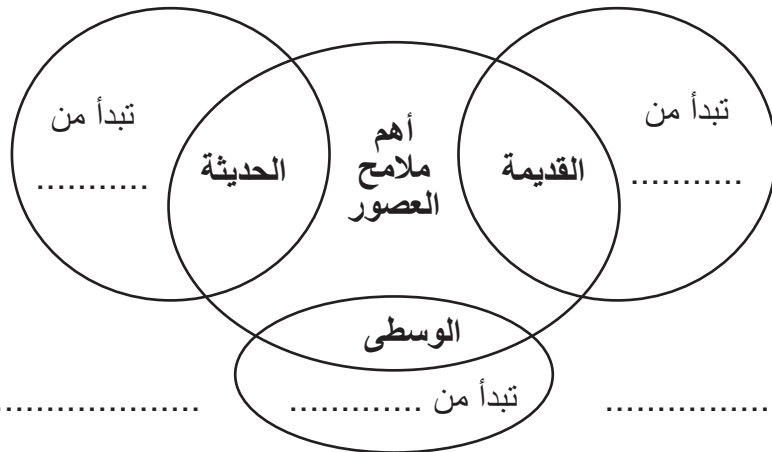 تبدأ من
...........
القديمة
أهم
ملامح
العصور
تبدأ من
...........
الحديثة
الوسطى
................
تبدأ من .............
....................